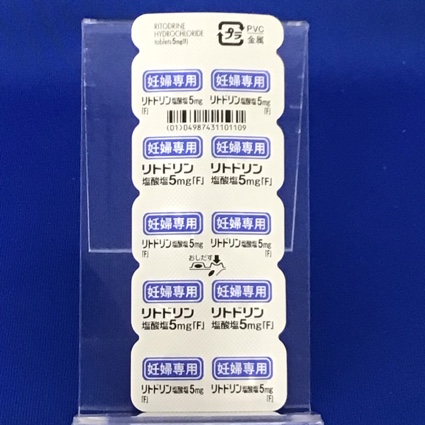 RITODRINE
HYDROCHLORIDE
tablets 5mg「F」
プラ
PVC
金属
妊婦専用 妊婦専用
リトドリン塩酸塩5mg リトドリン塩酸塩5mg
「F」 「F」
(01)04987431101109
妊婦専用 妊婦専用
リトドリン リトドリン
塩酸塩5mg「F」 塩酸塩5mg「F」
妊婦専用 妊婦専用
リトドリン塩酸塩5mg リトドリン塩酸塩5mg
「F」 「F」
おしだす
妊婦専用 妊婦専用
リトドリン リトドリン
塩酸塩5mg「F」 塩酸塩5mg「F」
妊婦専用 妊婦専用
リトドリン塩酸塩5mg リトドリン塩酸塩5mg
「F」 「F」